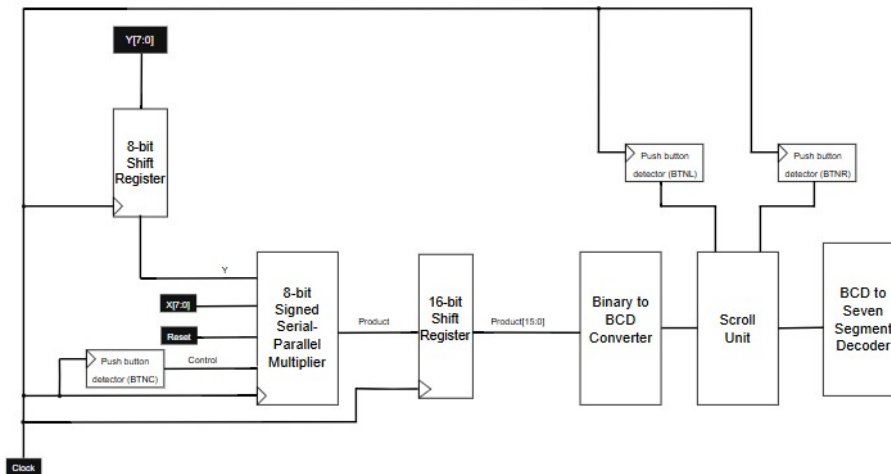 Y[7:0]
8-bit
Shift
Register
Push button
detector (BTNL)
Push button
detector (BTNR)
Y
X[7:0]
Reset
Push button
detector (BTNC)
Control
8-bit
Signed
Serial-
Parallel
Multiplier
Product
16-bit
Shift
Register
Product[15:0]
Binary to
BCD
Converter
Scroll
Unit
BCD to
Seven
Segment
Decoder
Clock